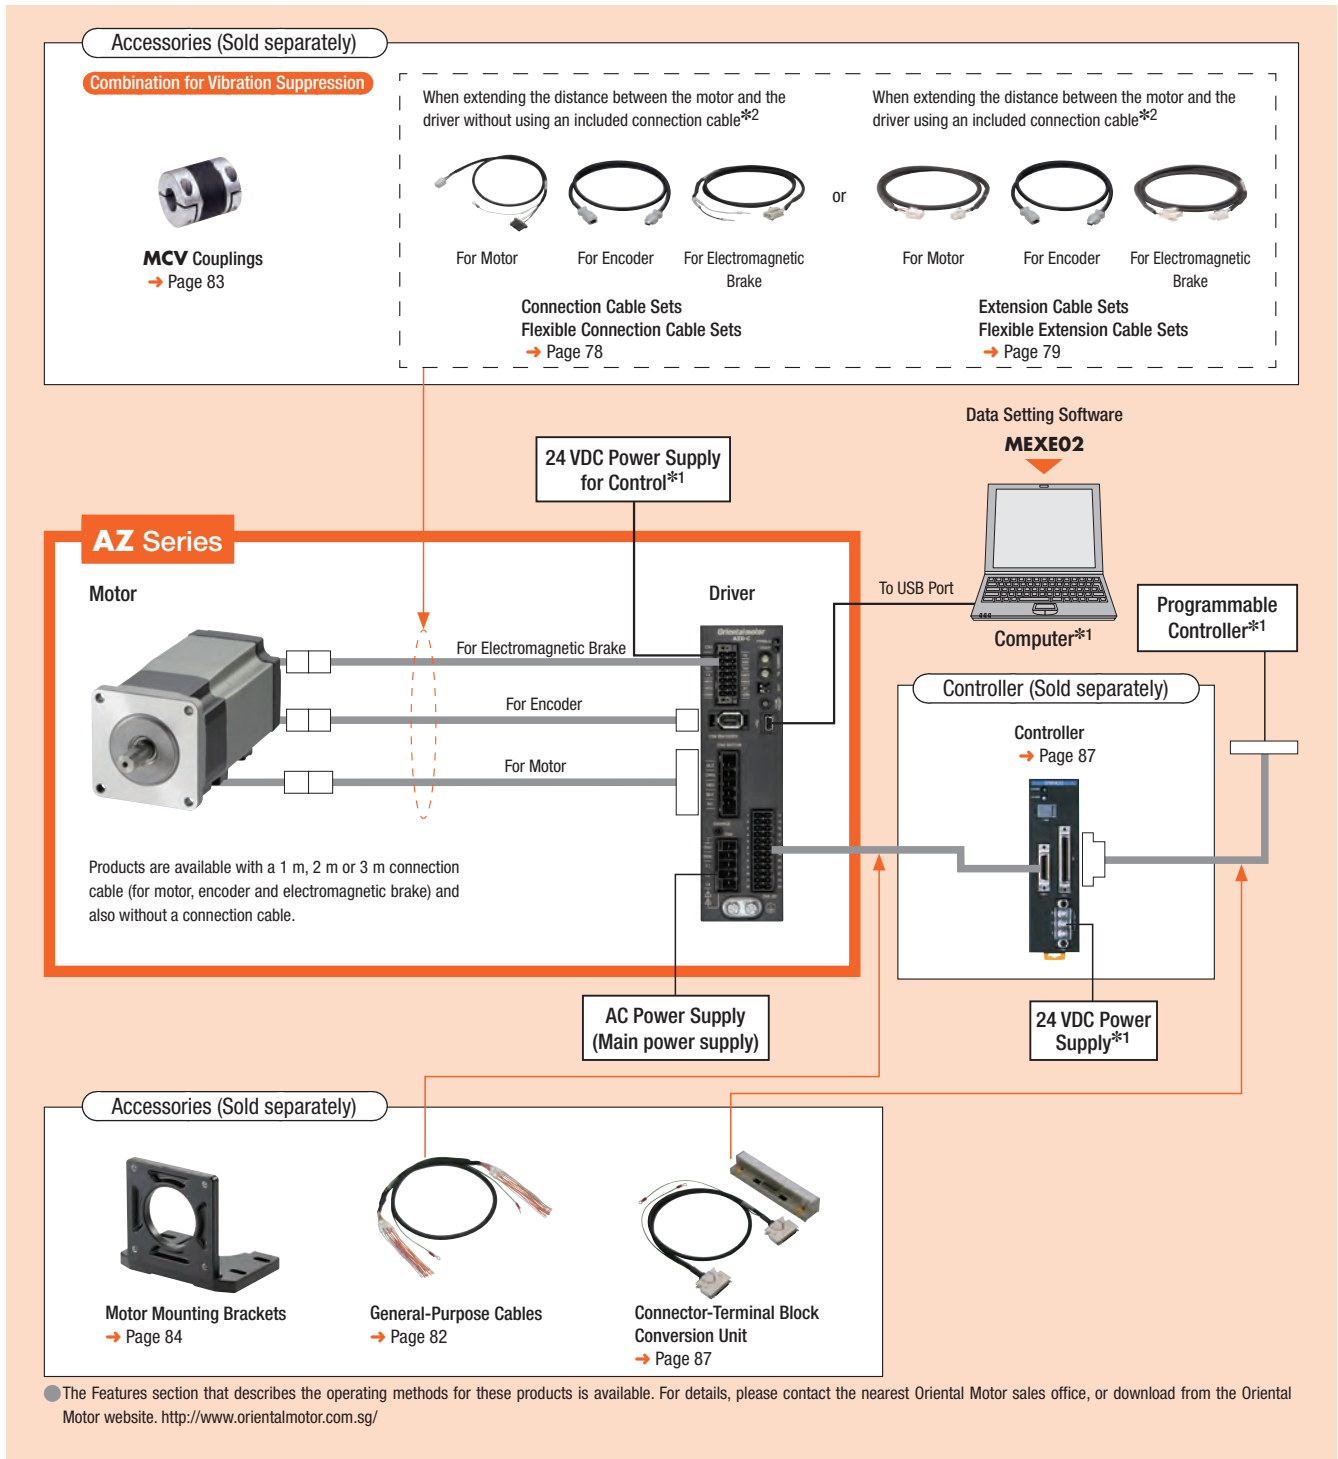 Accessories (Sold separately)
Combination for Vibration Suppression
MCV Couplings
→ Page 83
When extending the distance between the motor and the
driver without using an included connection cable✽2
For Motor
For Encoder
For Electromagnetic
Brake
Connection Cable Sets
Flexible Connection Cable Sets
→ Page 78
or
When extending the distance between the motor and the
driver using an included connection cable✽2
For Motor
For Encoder
For Electromagnetic
Brake
Extension Cable Sets
Flexible Extension Cable Sets
→ Page 79
Data Setting Software
MEXE02
24 VDC Power Supply
for Control✽1
AZ Series
Motor
Driver
To USB Port
Computer✽1
Programmable
Controller✽1
Orientalmotor
AZD-C
For Electromagnetic Brake
For Encoder
For Motor
Controller (Sold separately)
Controller
→ Page 87
Products are available with a 1 m, 2 m or 3 m connection
cable (for motor, encoder and electromagnetic brake) and
also without a connection cable.
AC Power Supply
(Main power supply)
24 VDC Power
Supply✽1
Accessories (Sold separately)
Motor Mounting Brackets
→ Page 84
General-Purpose Cables
→ Page 82
Connector-Terminal Block
Conversion Unit
→ Page 87
●The Features section that describes the operating methods for these products is available. For details, please contact the nearest Oriental Motor sales office, or download from the Oriental
Motor website. http://www.orientalmotor.com.sg/